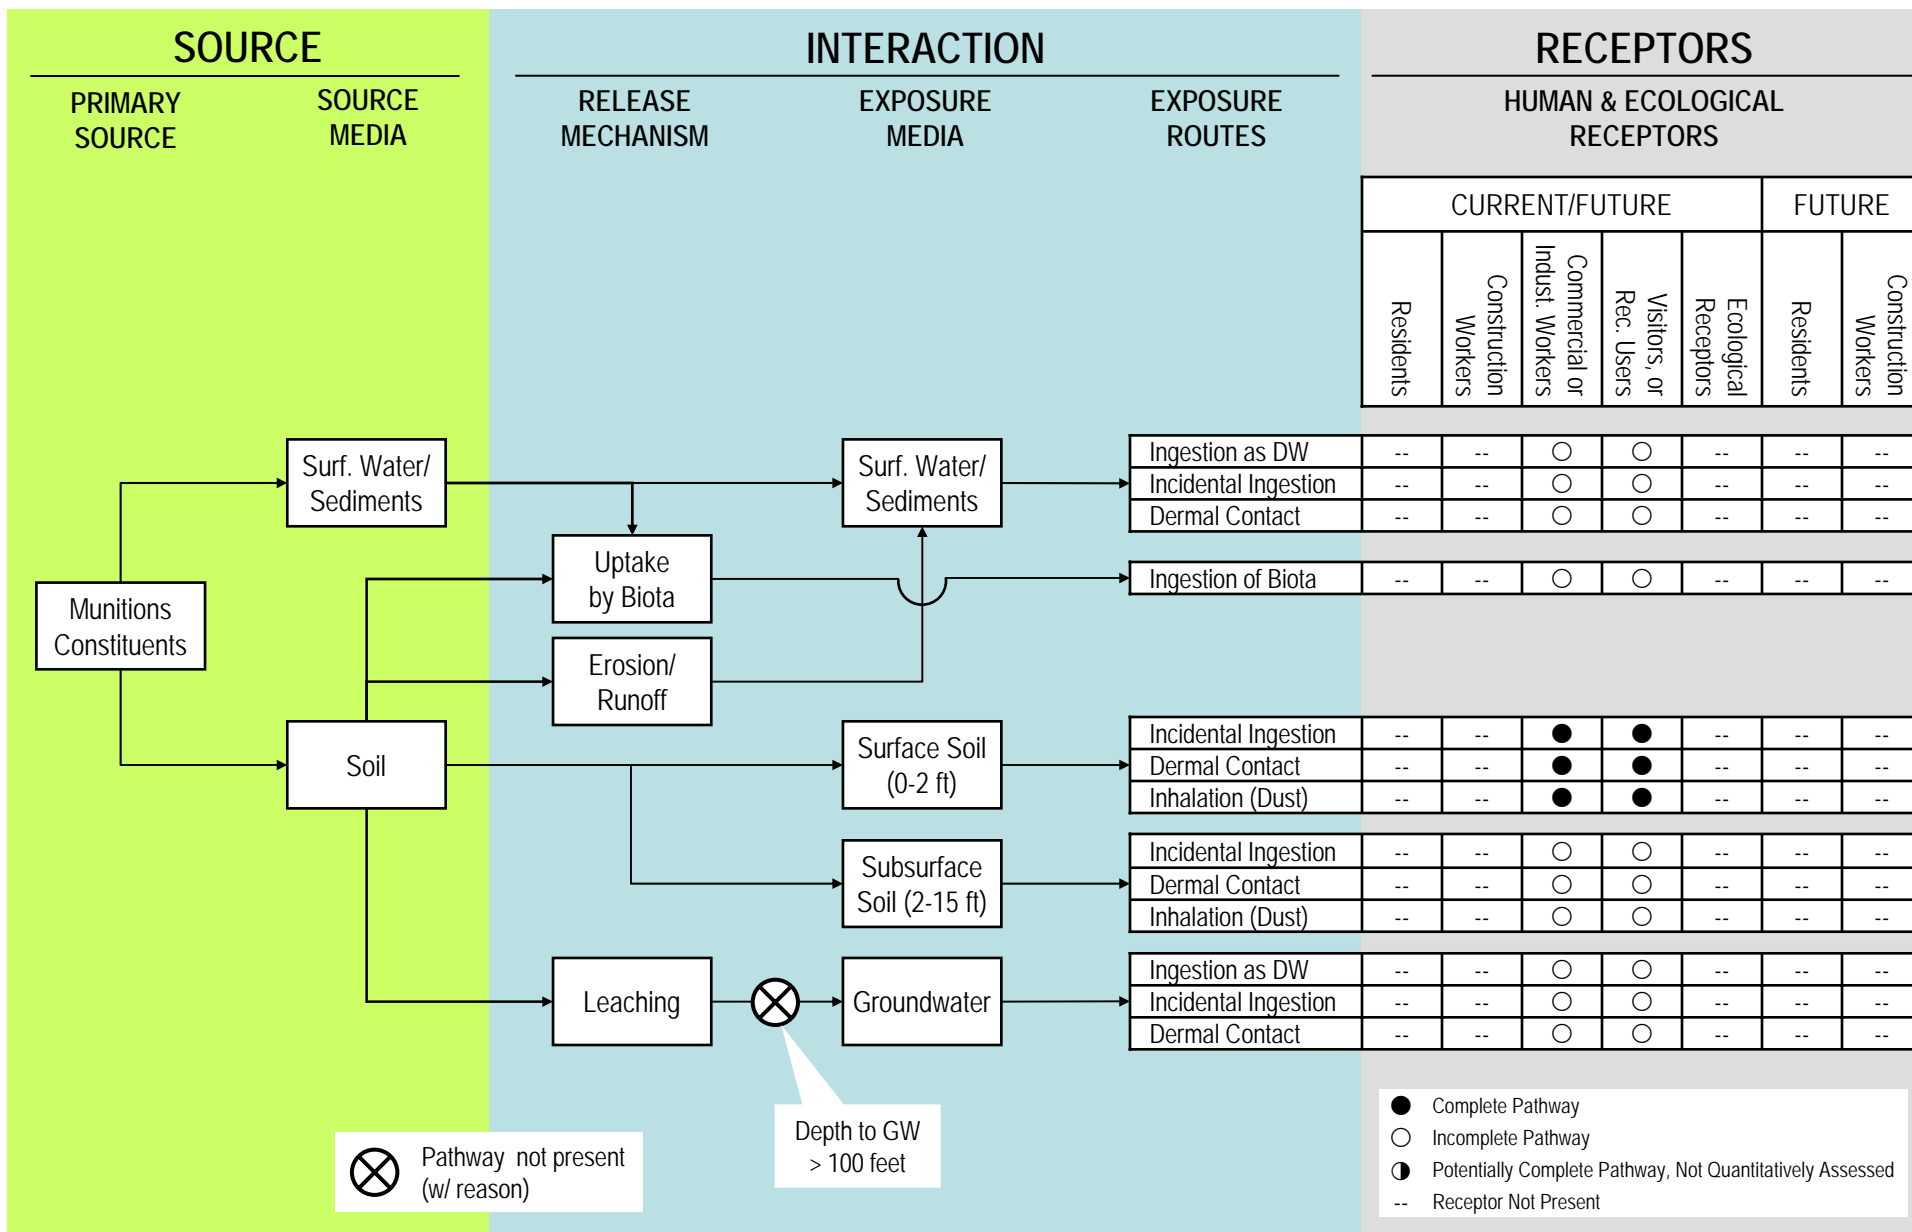 SOURCE
INTERACTION
RECEPTORS
PRIMARY
SOURCE
SOURCE
MEDIA
RELEASE
MECHANISM
EXPOSURE
MEDIA
EXPOSURE
ROUTES
HUMAN & ECOLOGICAL
RECEPTORS
CURRENT/FUTURE
FUTURE
Residents
Construction
Workers
Commercial or
Indust. Workers
Visitors, or
Rec. Users
Ecological
Receptors
Residents
Construction
Workers
Munitions
Constituents
Surf. Water/
Sediments
Soil
Uptake
by Biota
Erosion/
Runoff
Leaching
Surf. Water/
Sediments
Surface Soil
(0-2 ft)
Subsurface
Soil (2-15 ft)
Groundwater
Ingestion as DW -- -- ○ ○ -- -- --
Incidental Ingestion -- -- ○ ○ -- -- --
Dermal Contact -- -- ○ ○ -- -- --
Ingestion of Biota -- -- ○ ○ -- -- --
Incidental Ingestion -- -- ● ● -- -- --
Dermal Contact -- -- ● ● -- -- --
Inhalation (Dust) -- -- ● ● -- -- --
Incidental Ingestion -- -- ○ ○ -- -- --
Dermal Contact -- -- ○ ○ -- -- --
Inhalation (Dust) -- -- ○ ○ -- -- --
Ingestion as DW -- -- ○ ○ -- -- --
Incidental Ingestion -- -- ○ ○ -- -- --
Dermal Contact -- -- ○ ○ -- -- --
Depth to GW
> 100 feet
Pathway not present
(w/ reason)
● Complete Pathway
○ Incomplete Pathway
◑ Potentially Complete Pathway, Not Quantitatively Assessed
-- Receptor Not Present